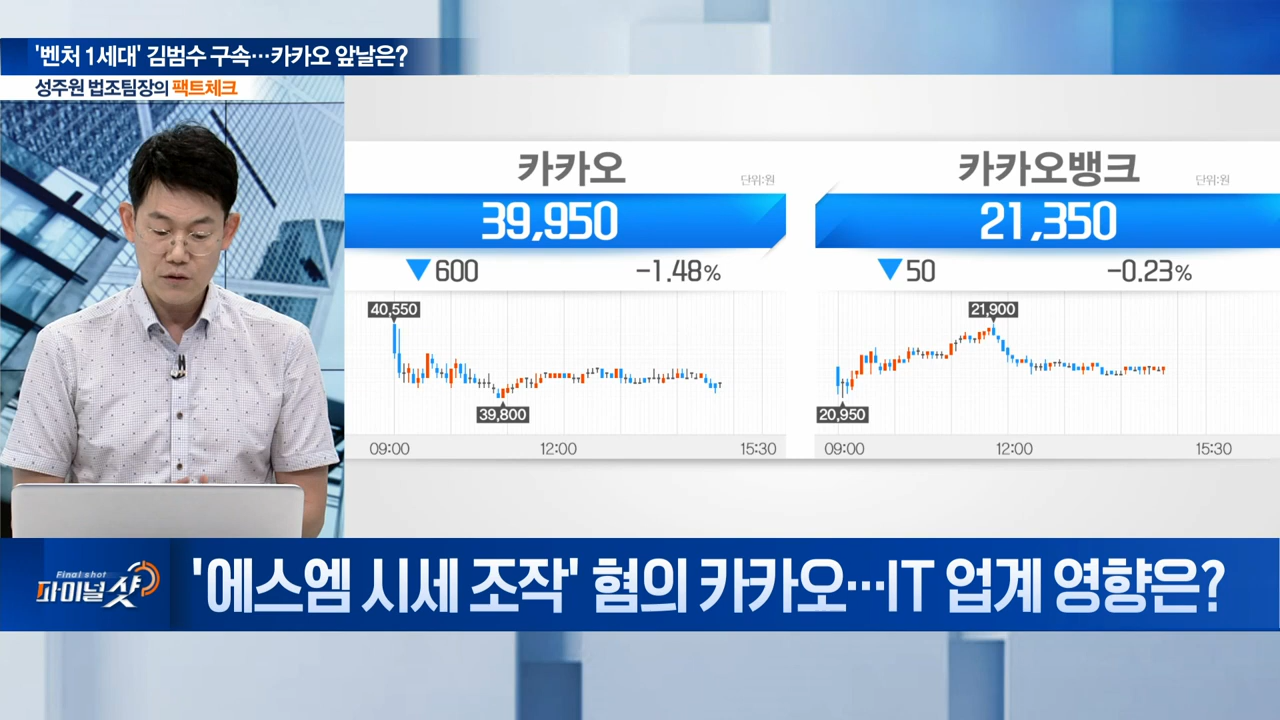 '벤처 1세대' 김범수 구속…카카오 앞날은?
성주원 법조팀장의 팩트체크
카카오
단위:원
39,950
▼600 -1.48%
40,550
39,800
09:00 12:00 15:30
카카오뱅크
단위:원
21,350
▼50 -0.23%
21,900
20,950
09:00 12:00 15:30
Final shot
파이널샷
'에스엠 시세 조작' 혐의 카카오…IT 업계 영향은?